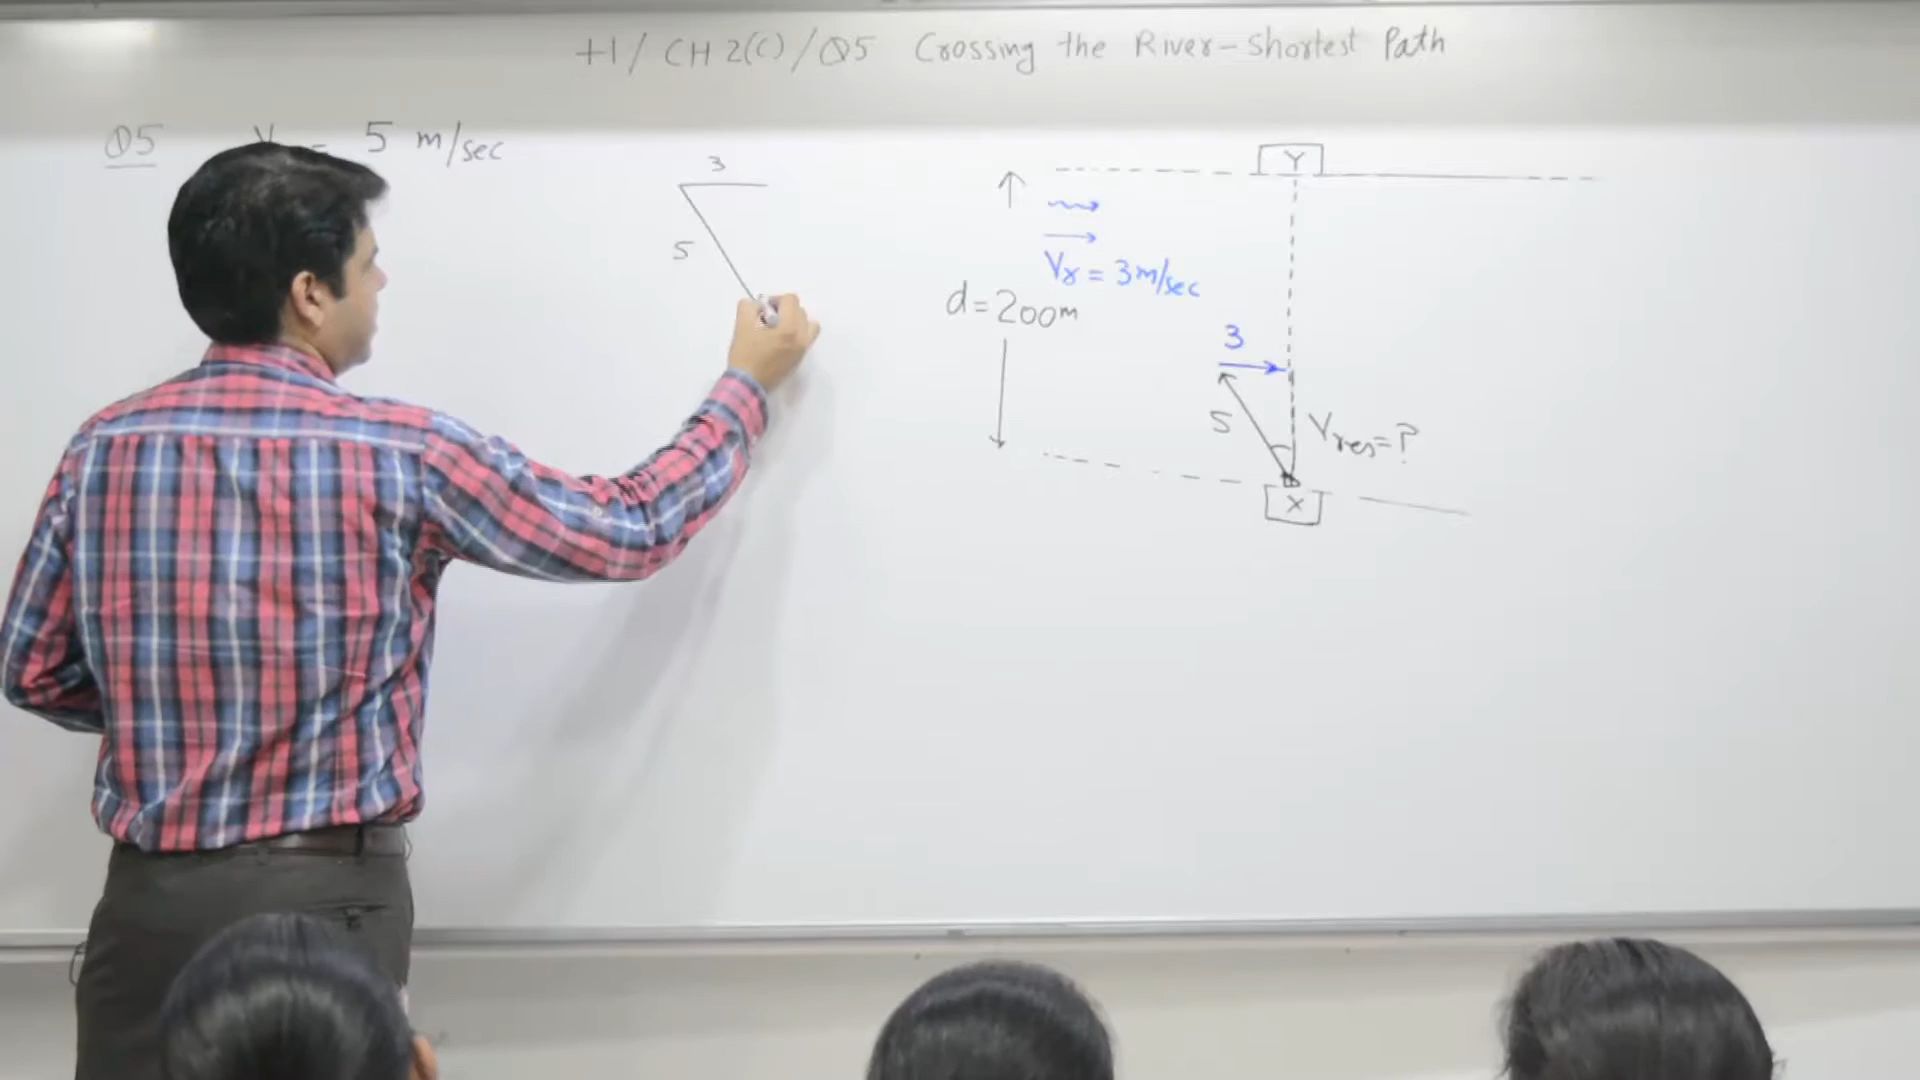 +1/ CH 2(C) / Q5 Crossing the River - Shortest Path
Q5 V = 5 m/sec
3
5
Y
Vr = 3m/sec
d = 200m
3
5
Vres = ?
X